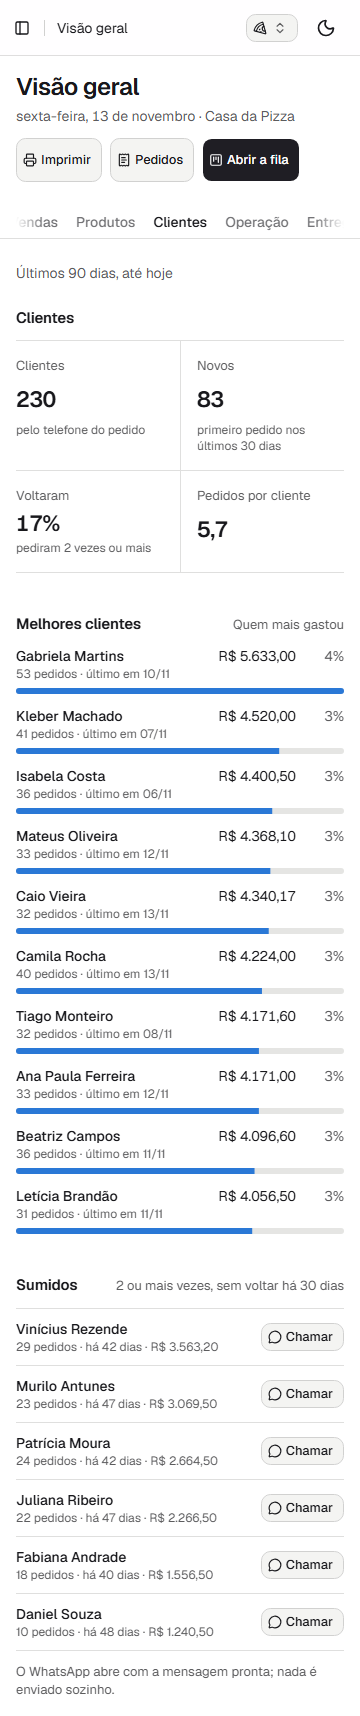 Visão geral
Visão geral
sexta-feira, 13 de novembro · Casa da Pizza
Imprimir
Pedidos
Abrir a fila
endas
Produtos
Clientes
Operação
Entre
Últimos 90 dias, até hoje
Clientes
Clientes
230
pelo telefone do pedido
Novos
83
primeiro pedido nos
últimos 30 dias
Voltaram
17%
pediram 2 vezes ou mais
Pedidos por cliente
5,7
Melhores clientes
Quem mais gastou
Gabriela Martins R$ 5.633,00 4%
53 pedidos · último em 10/11
Kleber Machado R$ 4.520,00 3%
41 pedidos · último em 07/11
Isabela Costa R$ 4.400,50 3%
36 pedidos · último em 06/11
Mateus Oliveira R$ 4.368,10 3%
33 pedidos · último em 12/11
Caio Vieira R$ 4.340,17 3%
32 pedidos · último em 13/11
Camila Rocha R$ 4.224,00 3%
40 pedidos · último em 13/11
Tiago Monteiro R$ 4.171,60 3%
32 pedidos · último em 08/11
Ana Paula Ferreira R$ 4.171,00 3%
33 pedidos · último em 12/11
Beatriz Campos R$ 4.096,60 3%
36 pedidos · último em 11/11
Letícia Brandão R$ 4.056,50 3%
31 pedidos · último em 11/11
Sumidos
2 ou mais vezes, sem voltar há 30 dias
Vinícius Rezende
29 pedidos · há 42 dias · R$ 3.563,20
Chamar
Murilo Antunes
23 pedidos · há 47 dias · R$ 3.069,50
Chamar
Patrícia Moura
24 pedidos · há 42 dias · R$ 2.664,50
Chamar
Juliana Ribeiro
22 pedidos · há 47 dias · R$ 2.266,50
Chamar
Fabiana Andrade
18 pedidos · há 40 dias · R$ 1.556,50
Chamar
Daniel Souza
10 pedidos · há 48 dias · R$ 1.240,50
Chamar
O WhatsApp abre com a mensagem pronta; nada é
enviado sozinho.